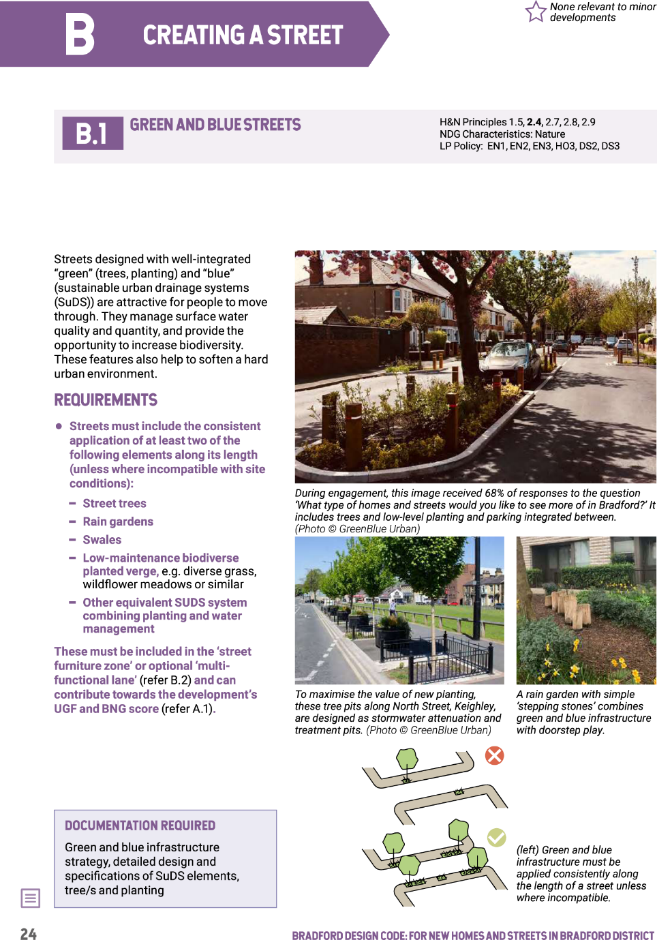 B
CREATING A STREET
None relevant to minor
developments
B.1
GREEN AND BLUE STREETS
H&N Principles 1.5, 2.4, 2.7, 2.8, 2.9
NDG Characteristics: Nature
LP Policy: EN1, EN2, EN3, HO3, DS2, DS3
Streets designed with well-integrated
“green” (trees, planting) and “blue”
(sustainable urban drainage systems
(SuDS)) are attractive for people to move
through. They manage surface water
quality and quantity, and provide the
opportunity to increase biodiversity.
These features also help to soften a hard
urban environment.
REQUIREMENTS
• Streets must include the consistent
application of at least two of the
following elements along its length
(unless where incompatible with site
conditions):
– Street trees
– Rain gardens
– Swales
– Low-maintenance biodiverse
planted verge, e.g. diverse grass,
wildflower meadows or similar
– Other equivalent SUDS system
combining planting and water
management
These must be included in the ‘street
furniture zone’ or optional ‘multi-
functional lane’ (refer B.2) and can
contribute towards the development’s
UGF and BNG score (refer A.1).
During engagement, this image received 68% of responses to the question
‘What type of homes and streets would you like to see more of in Bradford?’ It
includes trees and low-level planting and parking integrated between.
(Photo © GreenBlue Urban)
To maximise the value of new planting,
these tree pits along North Street, Keighley,
are designed as stormwater attenuation and
treatment pits. (Photo © GreenBlue Urban)
A rain garden with simple
‘stepping stones’ combines
green and blue infrastructure
with doorstep play.
DOCUMENTATION REQUIRED
Green and blue infrastructure
strategy, detailed design and
specifications of SuDS elements,
tree/s and planting
(left) Green and blue
infrastructure must be
applied consistently along
the length of a street unless
where incompatible.
24
BRADFORD DESIGN CODE: FOR NEW HOMES AND STREETS IN BRADFORD DISTRICT